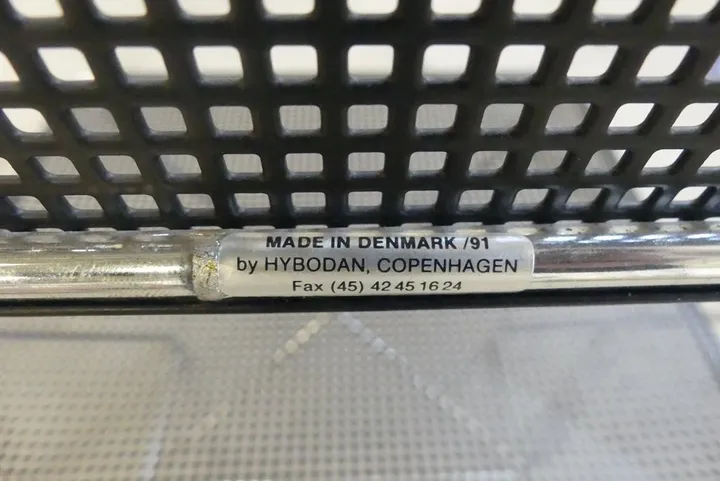 MADE IN DENMARK /91
by HYBODAN, COPENHAGEN
Fax (45) 42 45 16 24